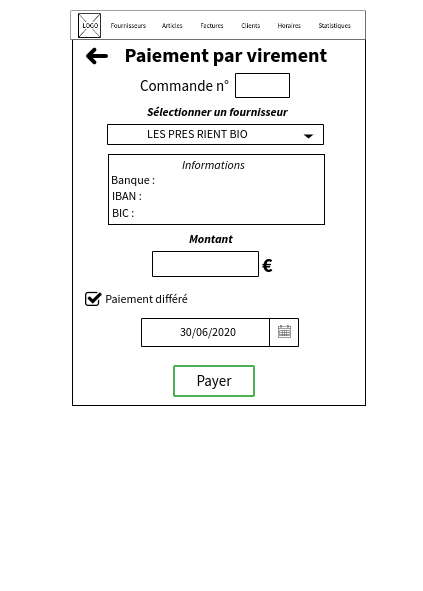 LOGO Fournisseurs Articles Factures Clients Horaires Statistiques
Paiement par virement
Commande n°
Sélectionner un fournisseur
LES PRES RIENT BIO
Informations
Banque :
IBAN :
BIC :
Montant
€
Paiement différé
30/06/2020
Payer